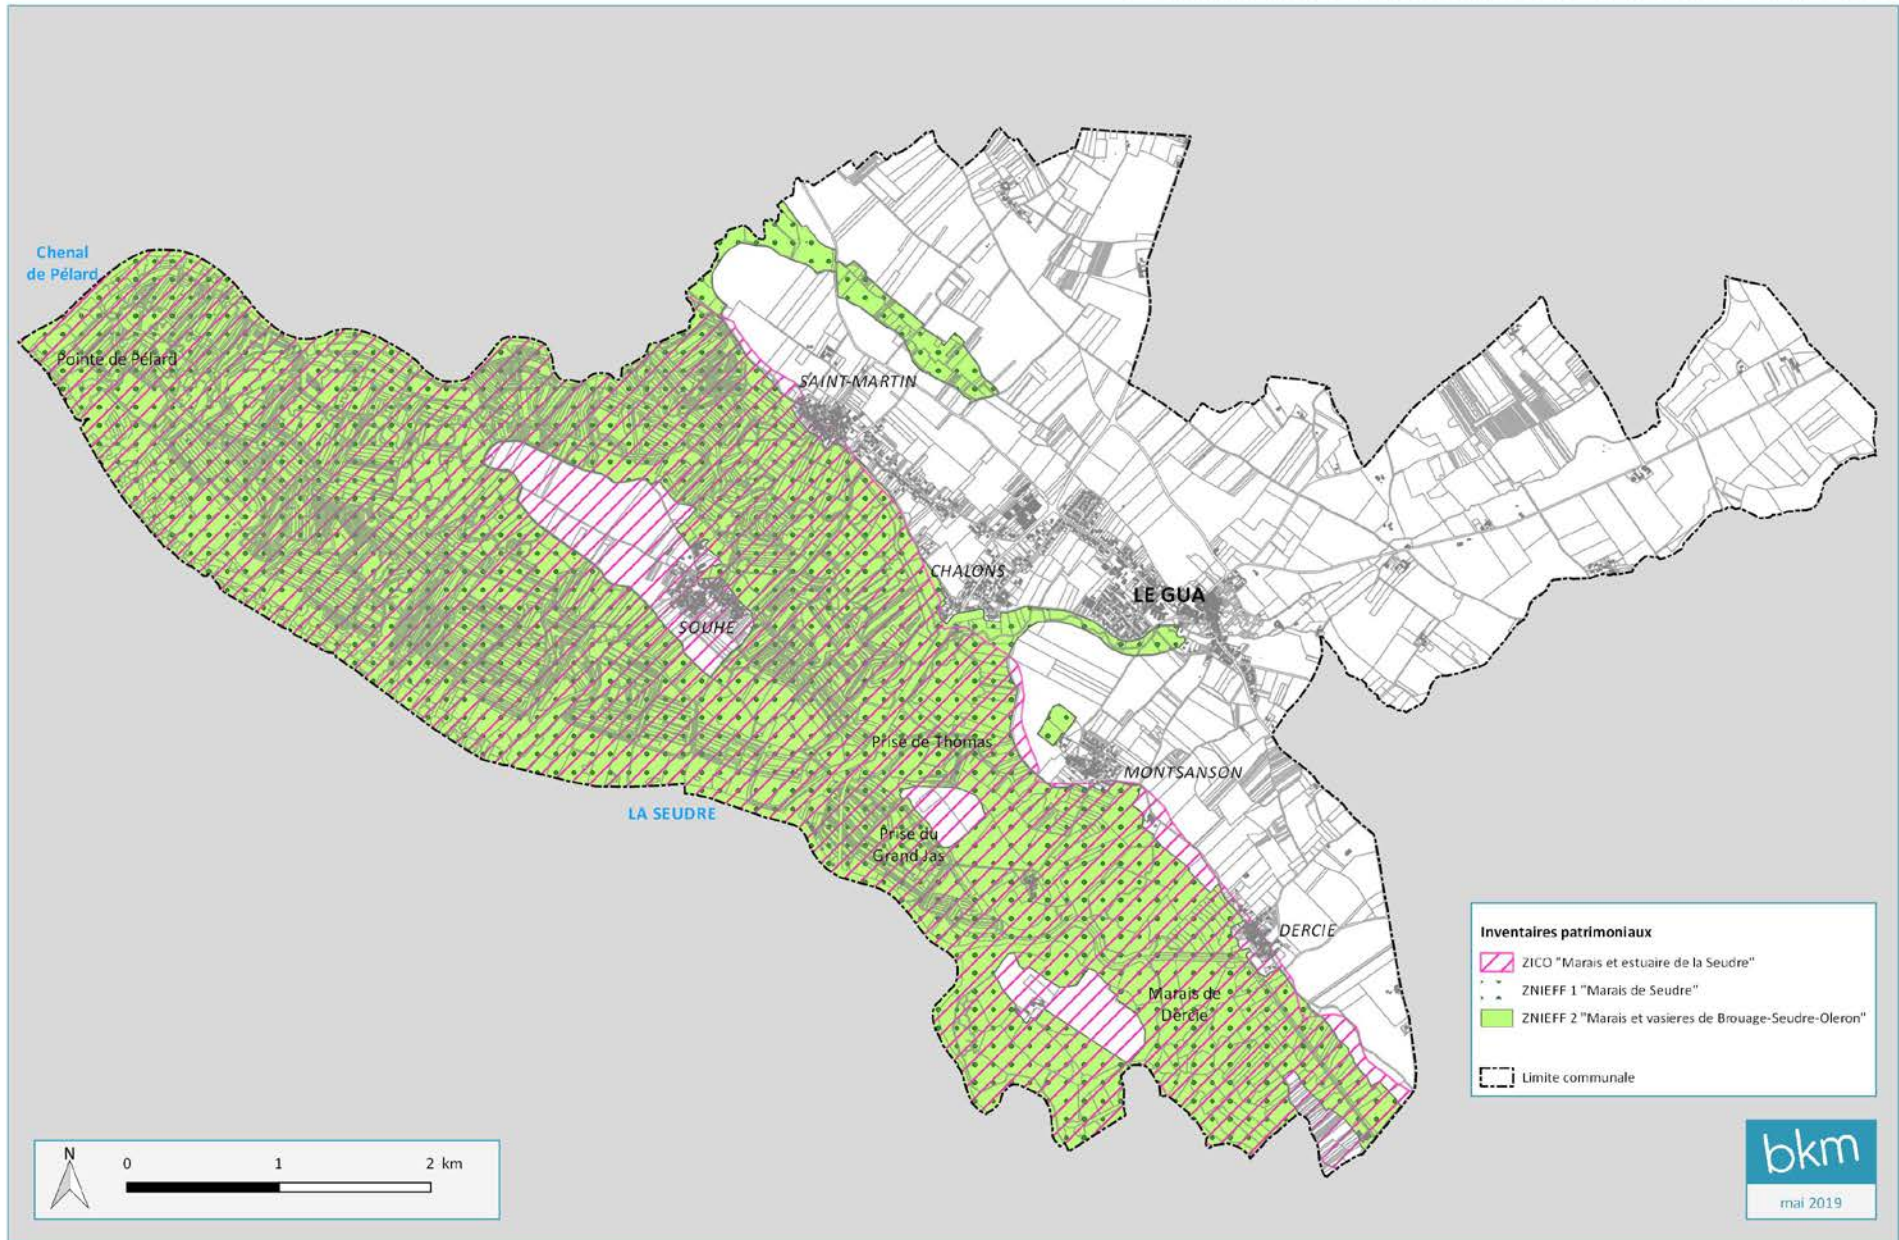 Chenal
de Pélard
Pointe de Pélard
SAINT-MARTIN
CHALONS
LE GUA
SOUHE
Prise de Thomas
MONTSANSON
LA SEUDRE
Prise du
Grand Jas
DERCIE
Marais de
Dercie
Inventaires patrimoniaux
ZICO "Marais et estuaire de la Seudre"
ZNIEFF 1 "Marais de Seudre"
ZNIEFF 2 "Marais et vasieres de Brouage-Seudre-Oleron"
Limite communale
N
0 1 2 km
bkm
mai 2019